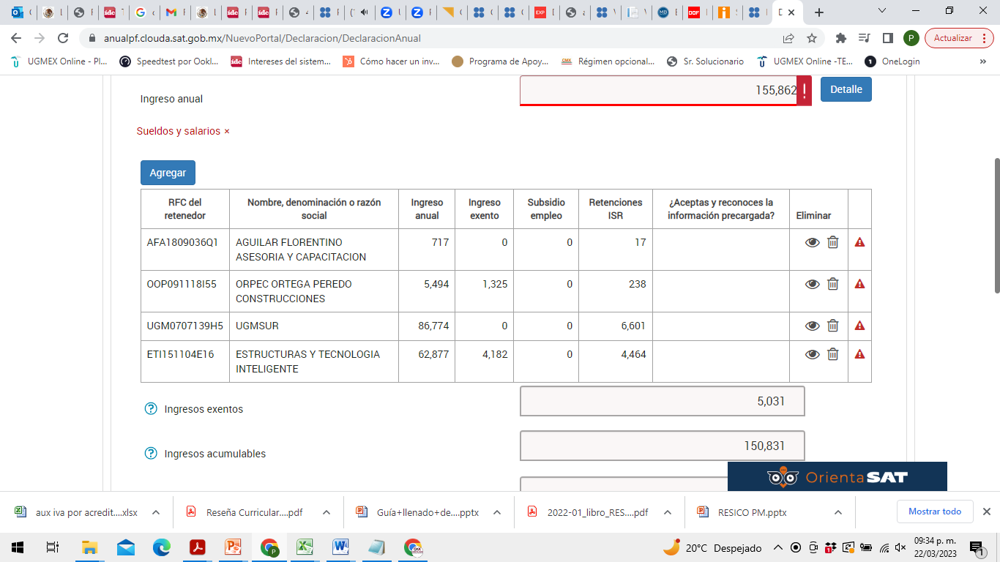 anualpf.clouda.sat.gob.mx/NuevoPortal/Declaracion/DeclaracionAnual
Actualizar
UGMEX Online - Pl...
Speedtest por Ookl...
Intereses del sistem...
Cómo hacer un inv...
Programa de Apoy...
Régimen opcional...
Sr. Solucionario
UGMEX Online -TE...
OneLogin
»
Ingreso anual
155,862
!
Detalle
Sueldos y salarios ×
Agregar
RFC del retenedor
Nombre, denominación o razón social
Ingreso anual
Ingreso exento
Subsidio empleo
Retenciones ISR
¿Aceptas y reconoces la información precargada?
Eliminar
AFA1809036Q1
AGUILAR FLORENTINO
ASESORIA Y CAPACITACION
717
0
0
17
OOP091118I55
ORPEC ORTEGA PEREDO
CONSTRUCCIONES
5,494
1,325
0
238
UGM0707139H5
UGMSUR
86,774
0
0
6,601
ETI151104E16
ESTRUCTURAS Y TECNOLOGIA
INTELIGENTE
62,877
4,182
0
4,464
Ingresos exentos
5,031
Ingresos acumulables
150,831
OrientaSAT
aux iva por acredit....xlsx
Reseña Curricular....pdf
Guía+llenado+de....pptx
2022-01_libro_RES....pdf
RESICO PM.pptx
Mostrar todo
20°C Despejado
09:34 p. m.
22/03/2023
1